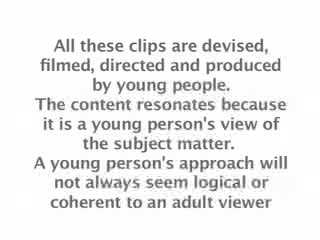 All these clips are devised,
filmed, directed and produced
by young people.
The content resonates because
it is a young person's view of
the subject matter.
A young person's approach will
not always seem logical or
coherent to an adult viewer